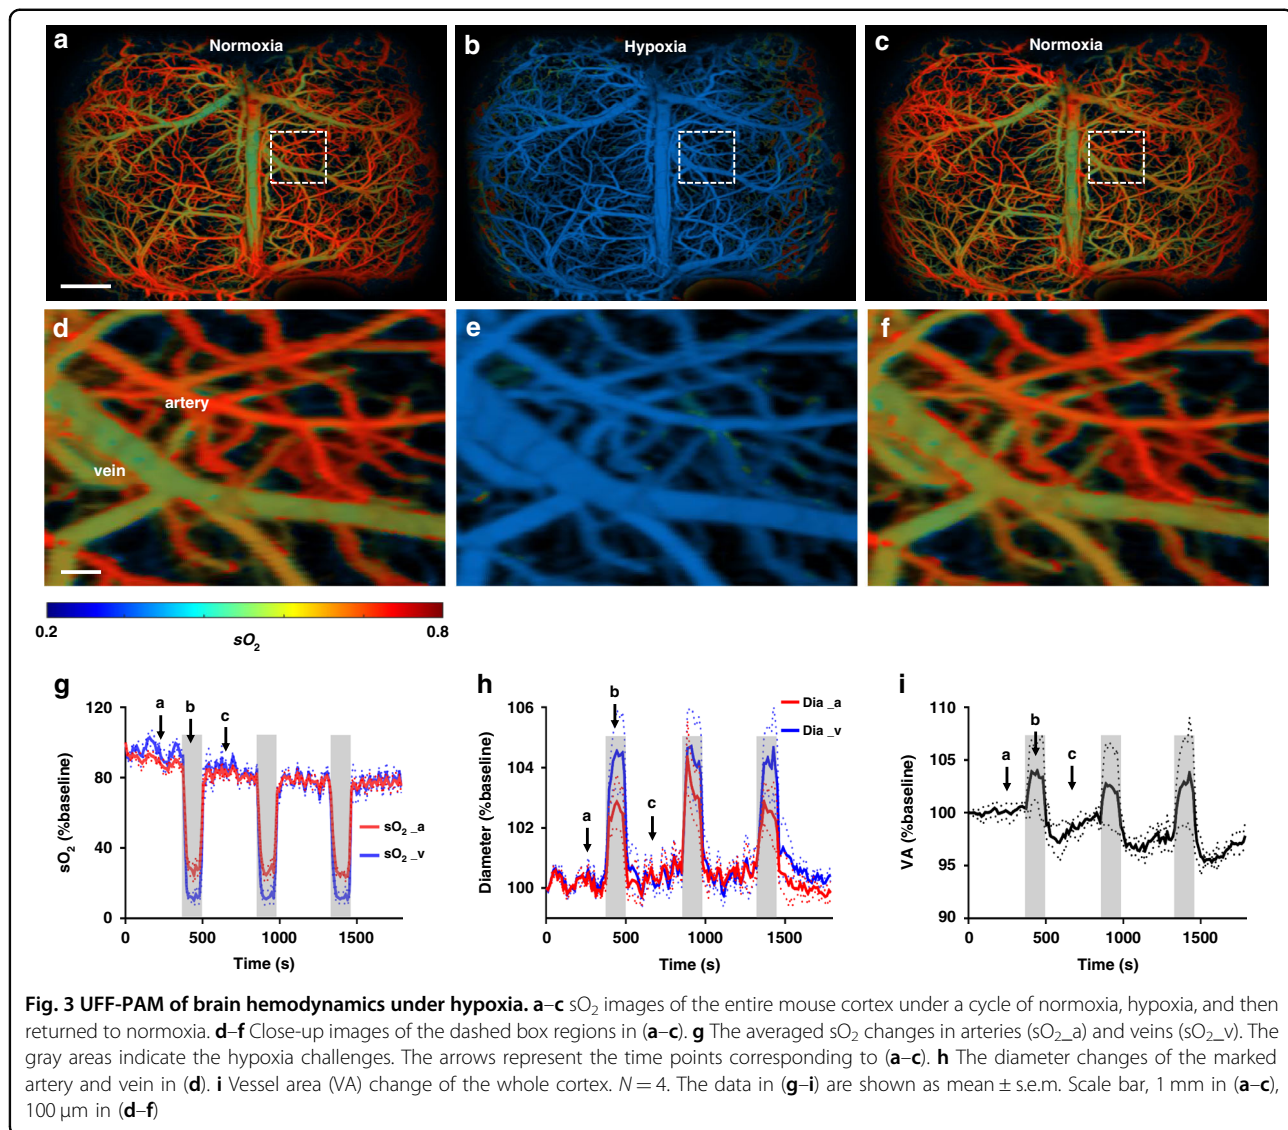 a
Normoxia
b
Hypoxia
c
Normoxia
d
artery
vein
e
f
0.2
sO2
0.8
g
sO2 (%baseline)
120
80
40
0
a
b
c
sO2_a
sO2_v
0
500
1000
1500
Time (s)
h
Diameter (%baseline)
106
104
102
100
a
b
c
Dia _a
Dia _v
0
500
1000
1500
Time (s)
i
VA (%baseline)
110
105
100
95
90
a
b
c
0
500
1000
1500
Time (s)
Fig. 3 UFF-PAM of brain hemodynamics under hypoxia. a–c sO2 images of the entire mouse cortex under a cycle of normoxia, hypoxia, and then
returned to normoxia. d–f Close-up images of the dashed box regions in (a–c). g The averaged sO2 changes in arteries (sO2_a) and veins (sO2_v). The
gray areas indicate the hypoxia challenges. The arrows represent the time points corresponding to (a–c). h The diameter changes of the marked
artery and vein in (d). i Vessel area (VA) change of the whole cortex. N = 4. The data in (g–i) are shown as mean ± s.e.m. Scale bar, 1 mm in (a–c),
100 µm in (d–f)